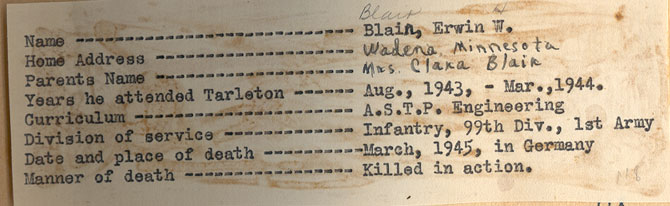 Blair
Name ---------------------------- Blain, Erwin W.
Home Address -------------------- Wadena, Minnesota
Parents Name -------------------- Mrs. Clara Blair
Years he attended Tarleton ------ Aug., 1943, - Mar.,1944.
Curriculum ---------------------- A.S.T.P. Engineering
Division of service ------------- Infantry, 99th Div., 1st Army
Date and place of death ----------March, 1945, in Germany
Manner of death ----------------- Killed in action.